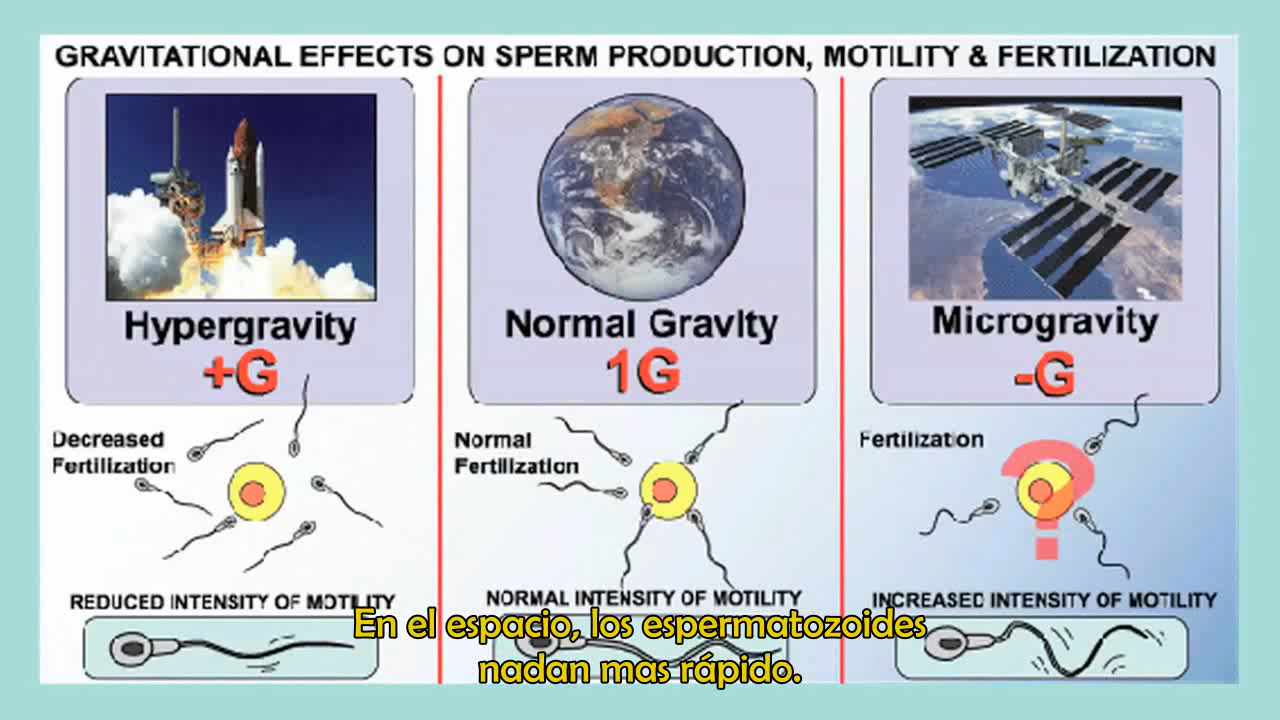 GRAVITATIONAL EFFECTS ON SPERM PRODUCTION, MOTILITY & FERTILIZATION
Hypergravity
+G
Decreased
Fertilization
REDUCED INTENSITY OF MOTILITY
Normal Gravity
1G
Normal
Fertilization
NORMAL INTENSITY OF MOTILITY
Microgravity
-G
Fertilization
?
INCREASED INTENSITY OF MOTILITY
En el espacio, los espermatozoides
nadan mas rápido.